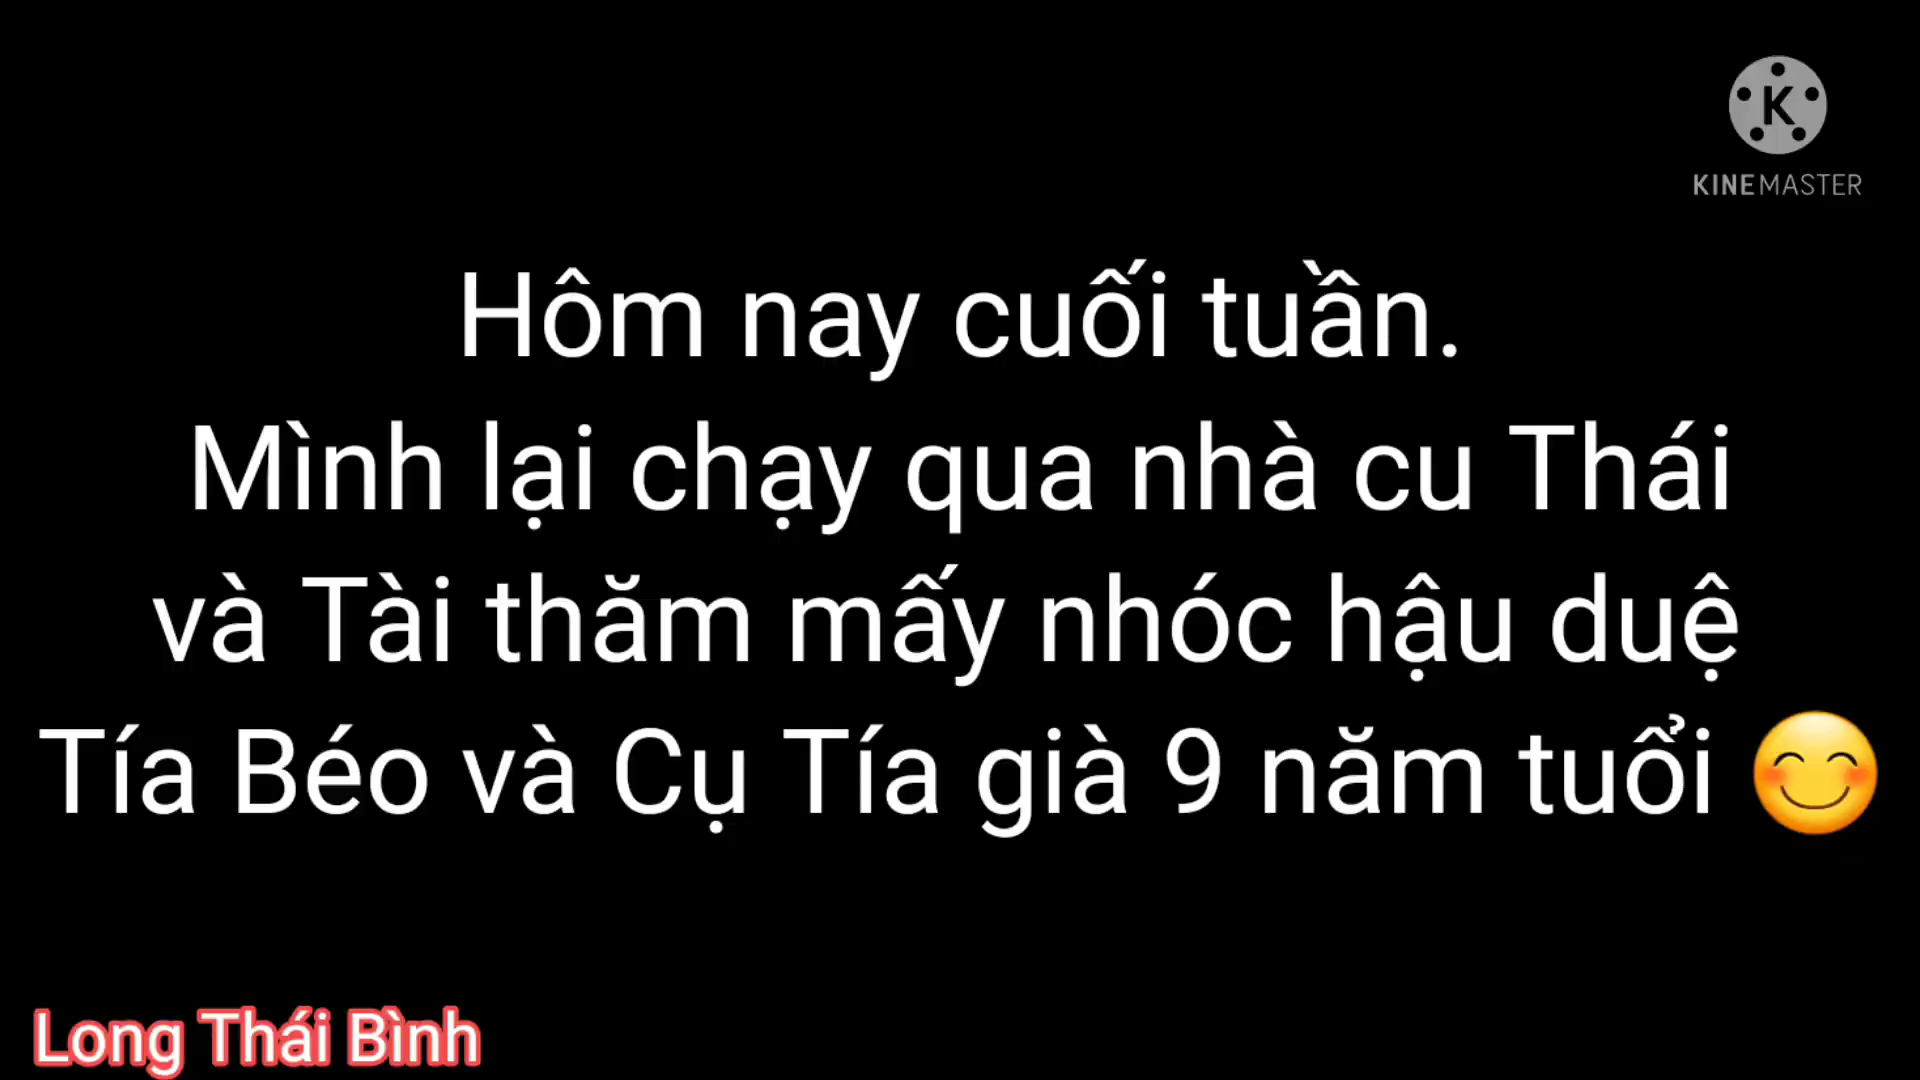 KINEMASTER
Hôm nay cuối tuần.
Mình lại chạy qua nhà cu Thái
và Tài thăm mấy nhóc hậu duệ
Tía Béo và Cụ Tía già 9 năm tuổi 😊
Long Thái Bình